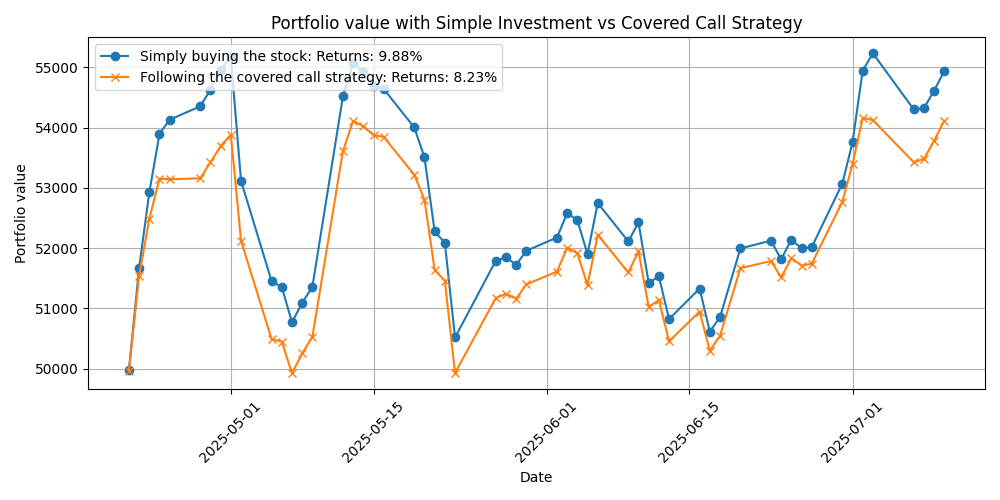 Portfolio value with Simple Investment vs Covered Call Strategy
Simply buying the stock: Returns: 9.88%
Following the covered call strategy: Returns: 8.23%
Portfolio value
55000
54000
53000
52000
51000
50000
2025-05-01
2025-05-15
2025-06-01
2025-06-15
2025-07-01
Date